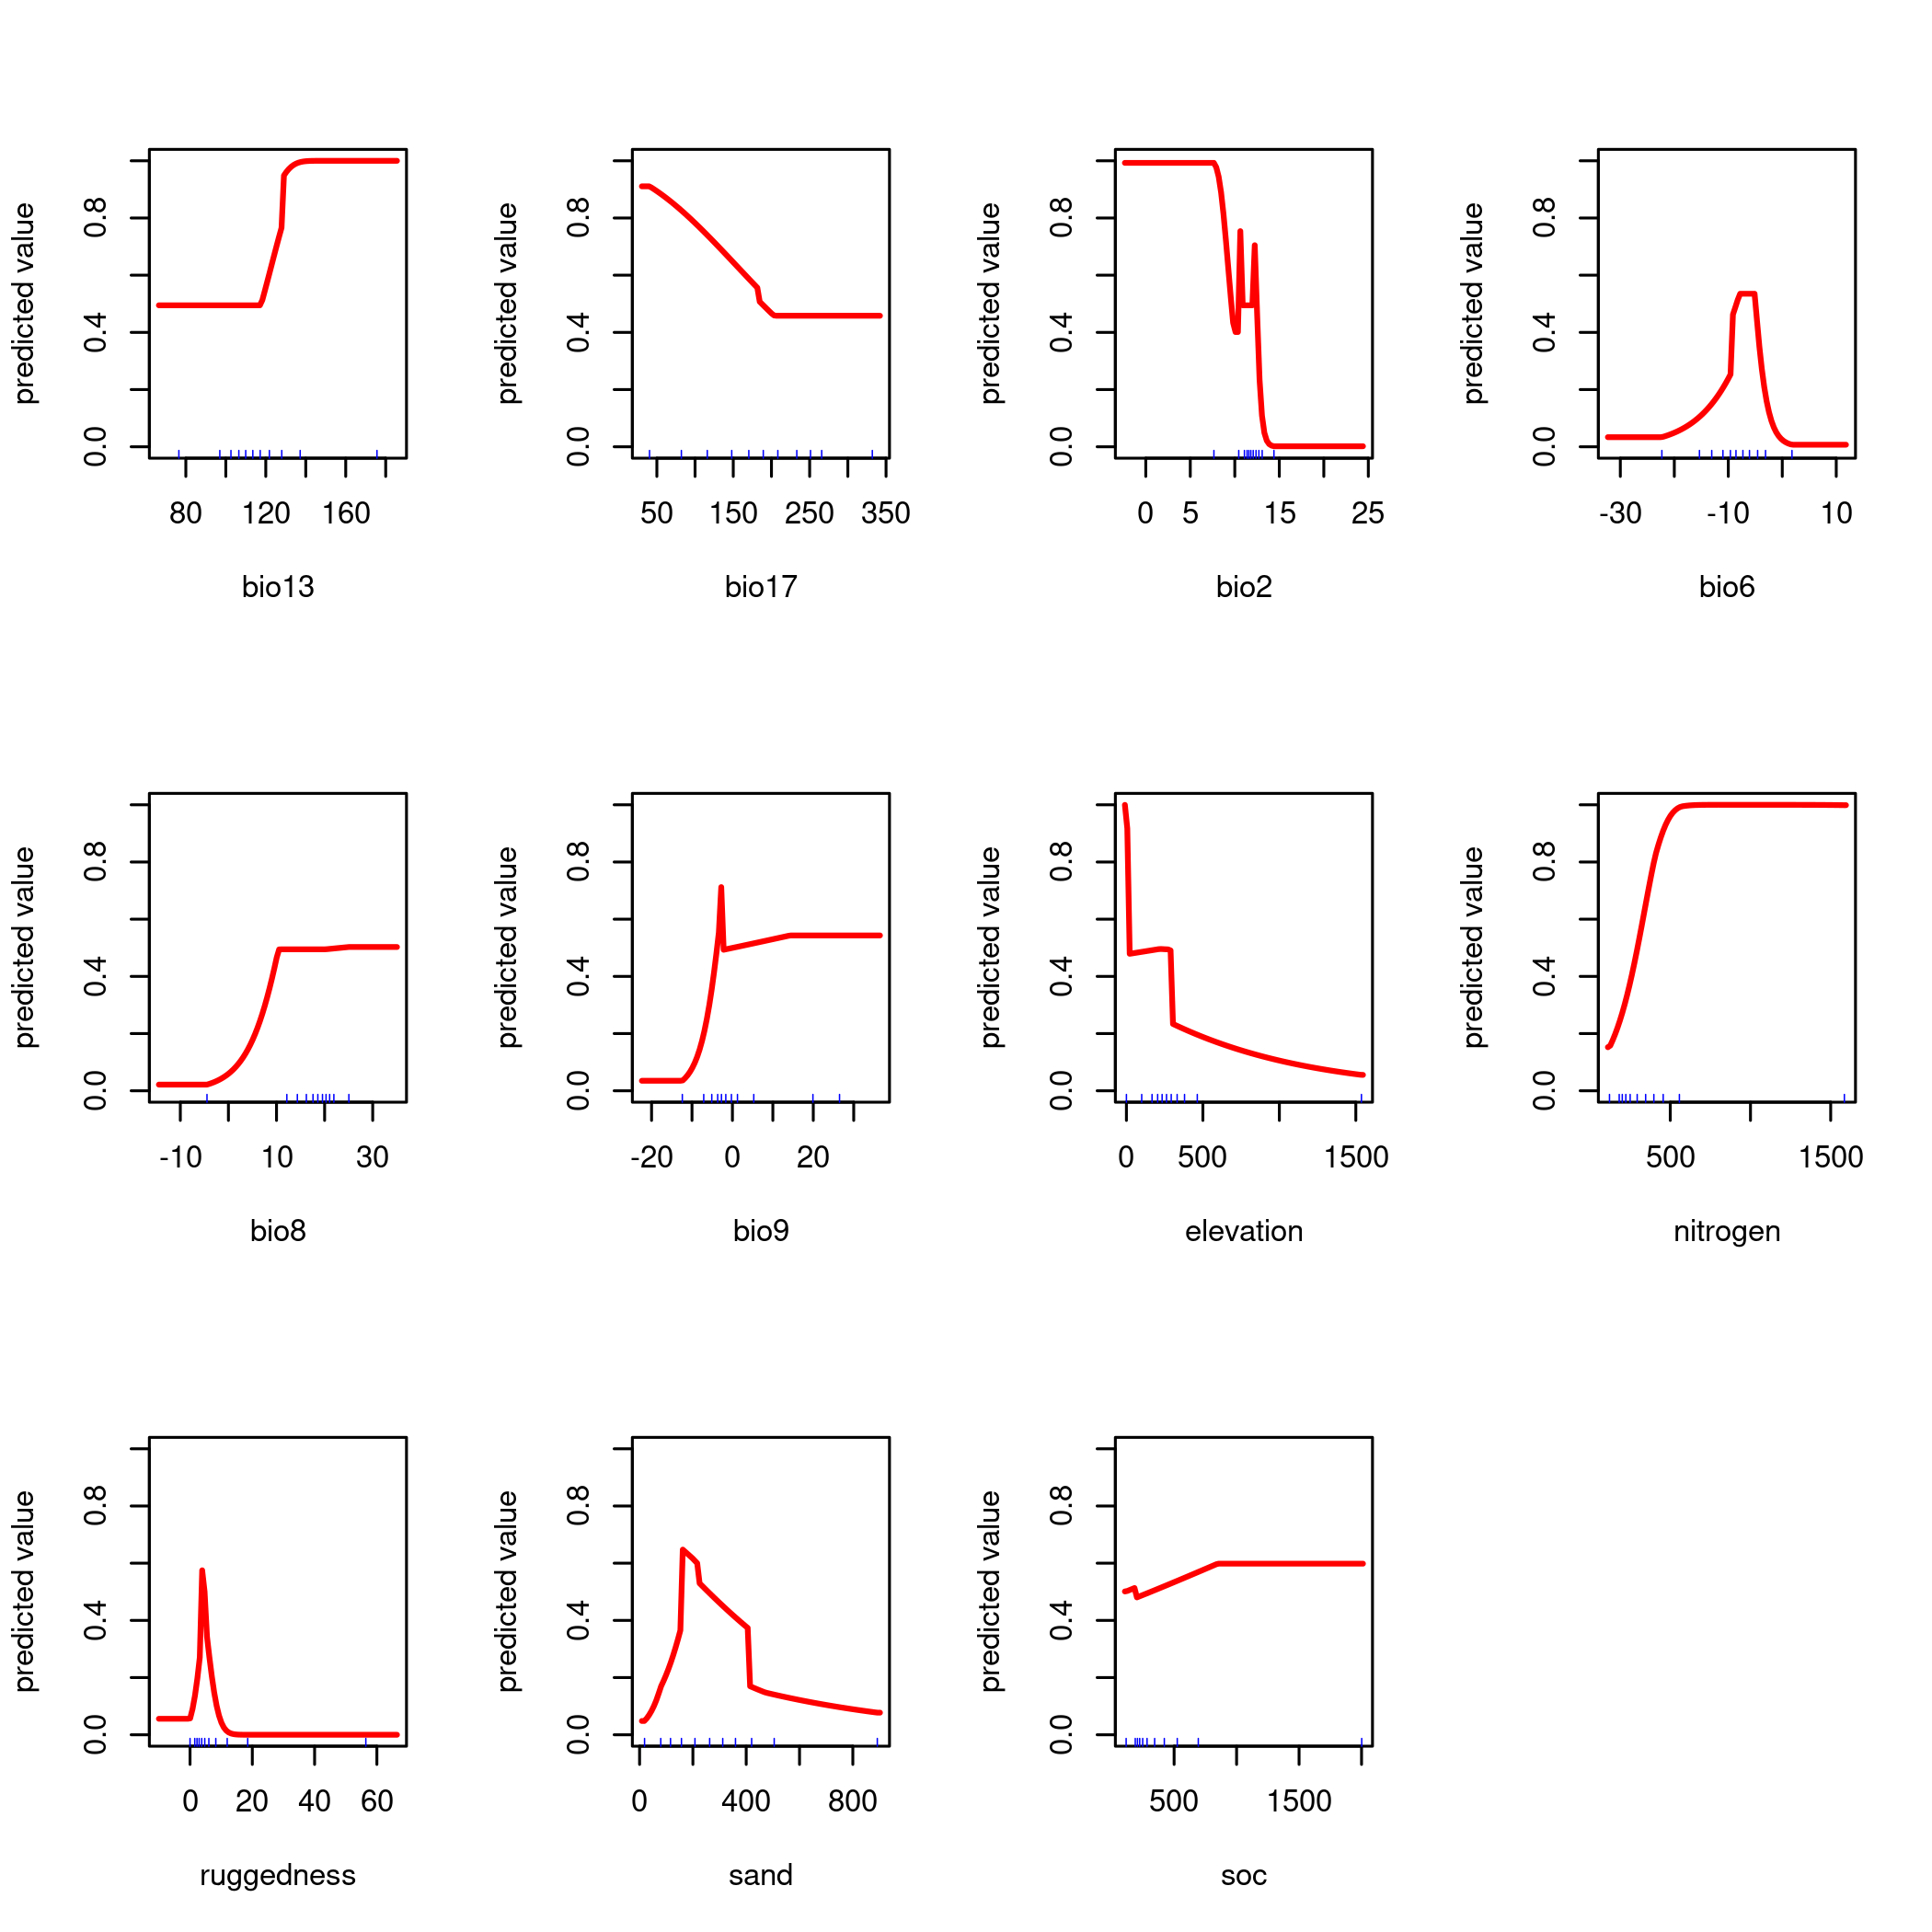 predicted value
0.0 0.4 0.8
80 120 160
bio13
predicted value
0.0 0.4 0.8
50 150 250 350
bio17
predicted value
0.0 0.4 0.8
0 5 15 25
bio2
predicted value
0.0 0.4 0.8
-30 -10 10
bio6
predicted value
0.0 0.4 0.8
-10 10 30
bio8
predicted value
0.0 0.4 0.8
-20 0 20
bio9
predicted value
0.0 0.4 0.8
0 500 1500
elevation
predicted value
0.0 0.4 0.8
500 1500
nitrogen
predicted value
0.0 0.4 0.8
0 20 40 60
ruggedness
predicted value
0.0 0.4 0.8
0 400 800
sand
predicted value
0.0 0.4 0.8
500 1500
soc